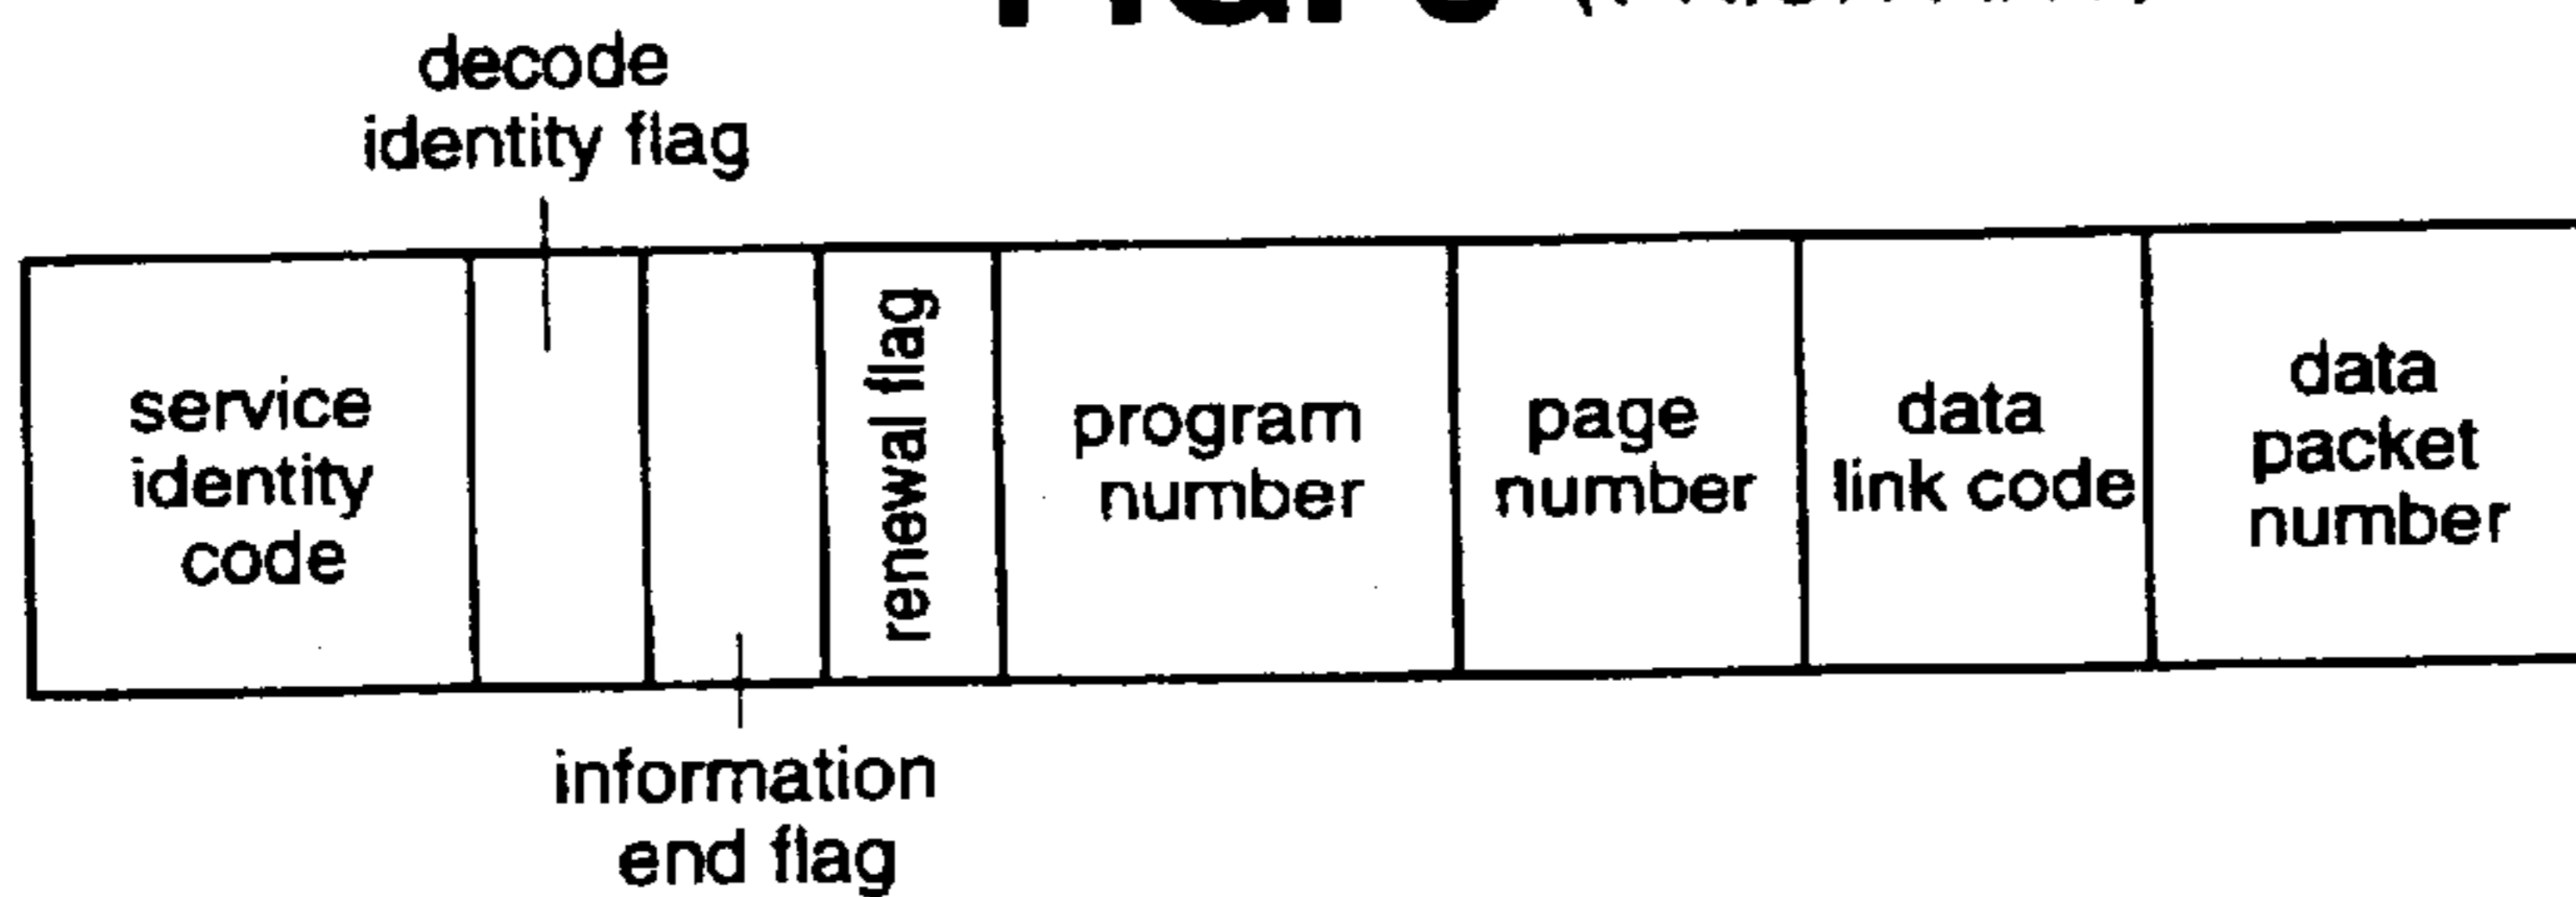 decode
identity flag
service
identity
code
renewal flag
program
number
page
number
data
link code
data
packet
number
information
end flag